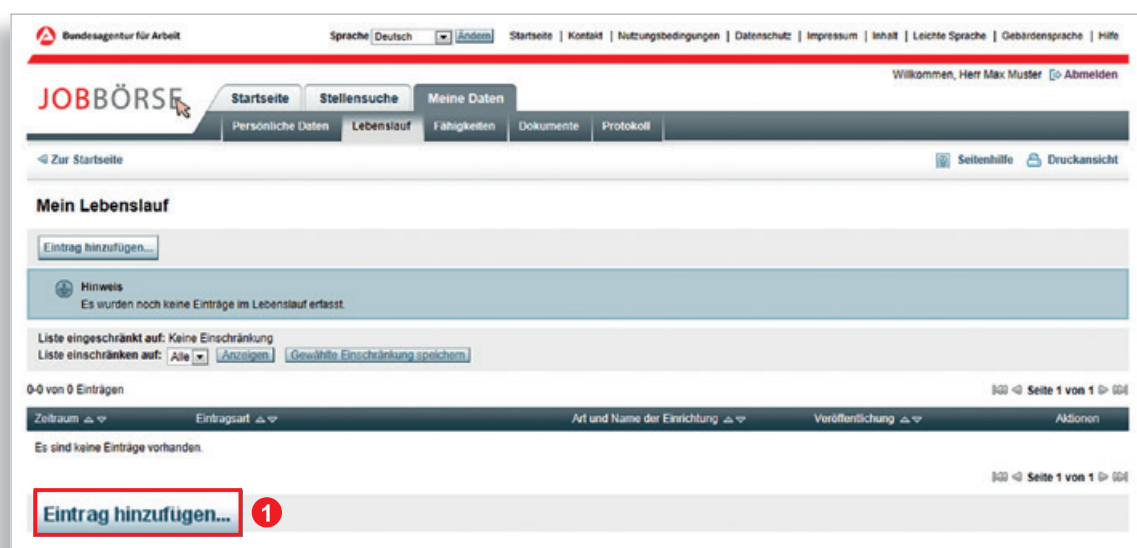 Bundesagentur für Arbeit Sprache Deutsch Ändern Startseite | Kontakt | Nutzungsbedingungen | Datenschutz | Impressum | Inhalt | Leichte Sprache | Gebärdensprache | Hilfe
Willkommen, Herr Max Muster Abmelden
JOBBÖRSE Startseite Stellensuche Meine Daten
Persönliche Daten Lebenslauf Fähigkeiten Dokumente Protokoll
Zur Startseite Seitenhilfe Druckansicht
Mein Lebenslauf
Eintrag hinzufügen...
Hinweis
Es wurden noch keine Einträge im Lebenslauf erfasst.
Liste eingeschränkt auf: Keine Einschränkung
Liste einschränken auf: Alle Anzeigen Gewählte Einschränkung speichern
0-0 von 0 Einträgen Seite 1 von 1
Zeitraum Eintragsart Art und Name der Einrichtung Veröffentlichung Aktionen
Es sind keine Einträge vorhanden.
Seite 1 von 1
Eintrag hinzufügen... 1